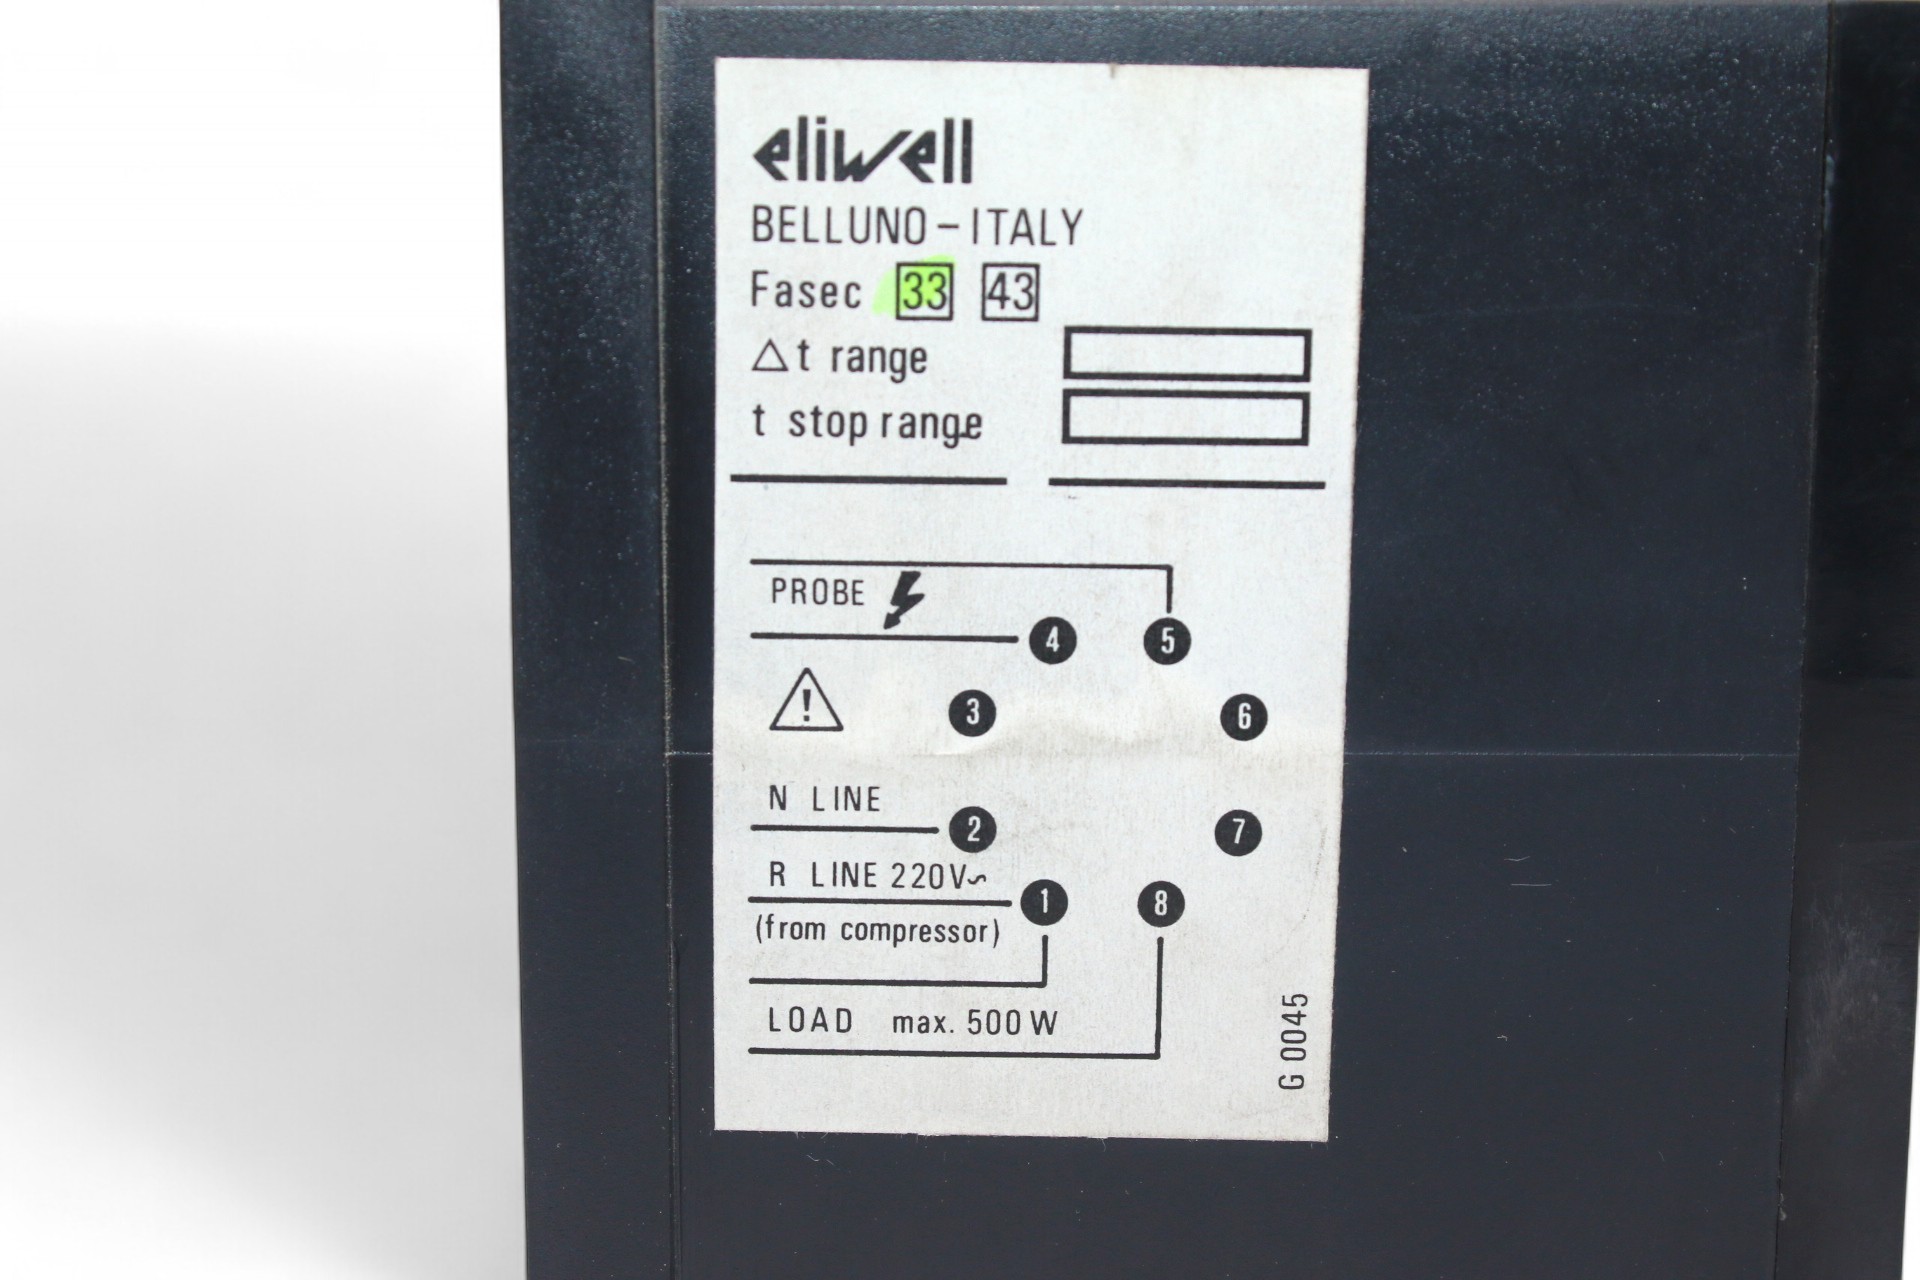 eliwell
BELLUNO-ITALY
Fasec 33 43
△t range
t stop range
PROBE
4 5
!
3 6
N LINE
2 7
R LINE 220V~
1 8
(from compressor)
LOAD max. 500 W
G 0045